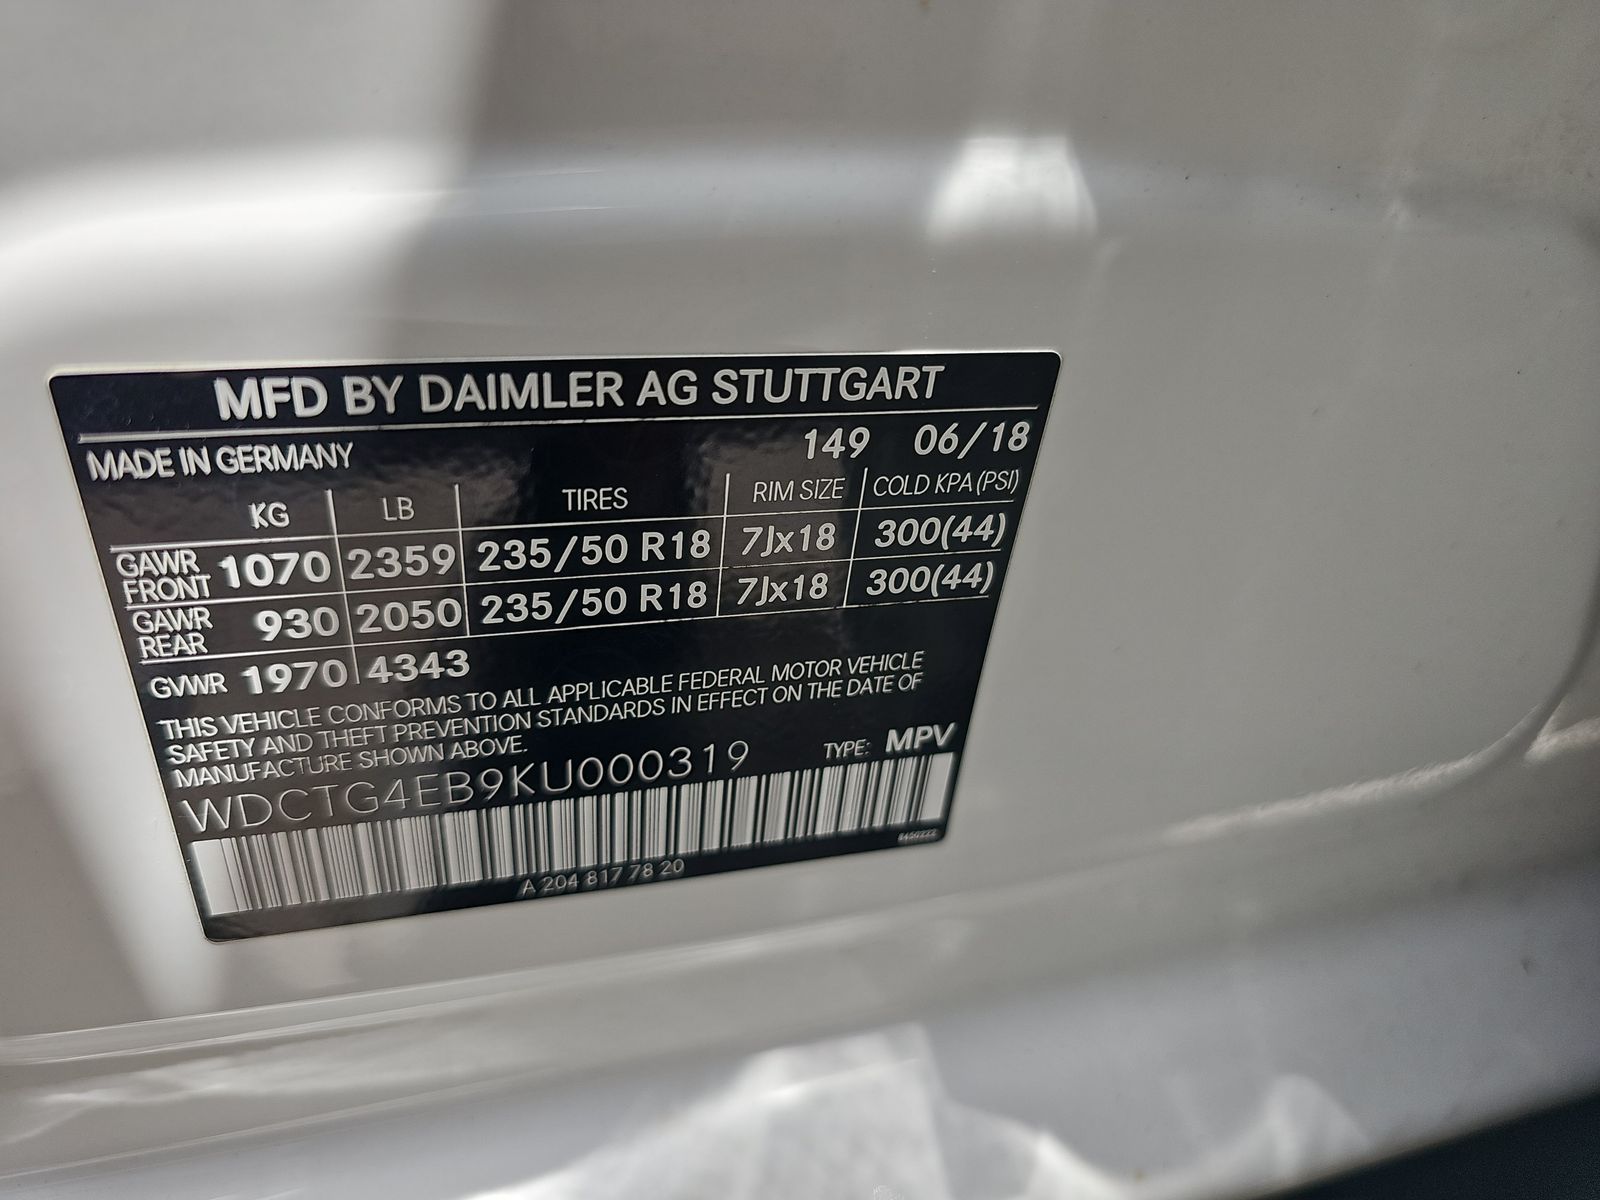 MFD BY DAIMLER AG STUTTGART
MADE IN GERMANY 149 06/18
KG LB TIRES RIM SIZE COLD KPA (PSI)
GAWR FRONT 1070 2359 235/50 R18 7Jx18 300(44)
GAWR REAR 930 2050 235/50 R18 7Jx18 300(44)
GVWR 1970 4343
THIS VEHICLE CONFORMS TO ALL APPLICABLE FEDERAL MOTOR VEHICLE
SAFETY AND THEFT PREVENTION STANDARDS IN EFFECT ON THE DATE OF
MANUFACTURE SHOWN ABOVE.
WDCTG4EB9KU000319 TYPE: MPV
A 204 817 78 20